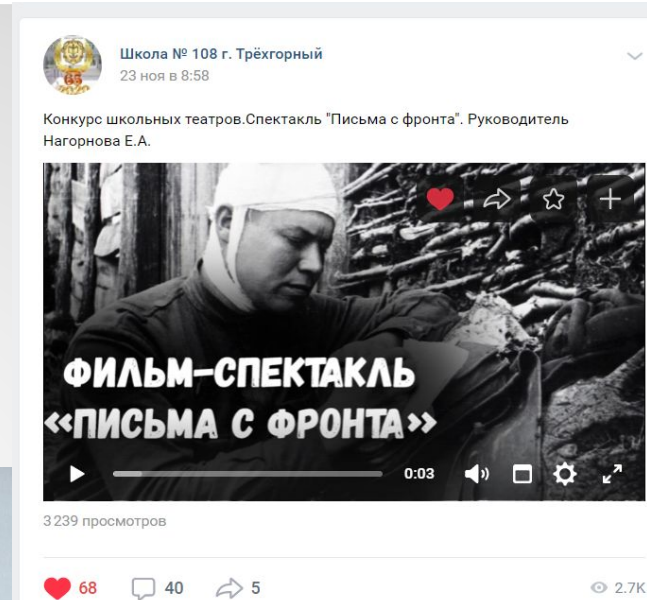 Школа № 108 г. Трёхгорный
23 ноя в 8:58
Конкурс школьных театров.Спектакль "Письма с фронта". Руководитель
Нагорнова Е.А.
ФИЛЬМ-СПЕКТАКЛЬ
«ПИСЬМА С ФРОНТА»
0:03
3 239 просмотров
68
40
5
2.7K